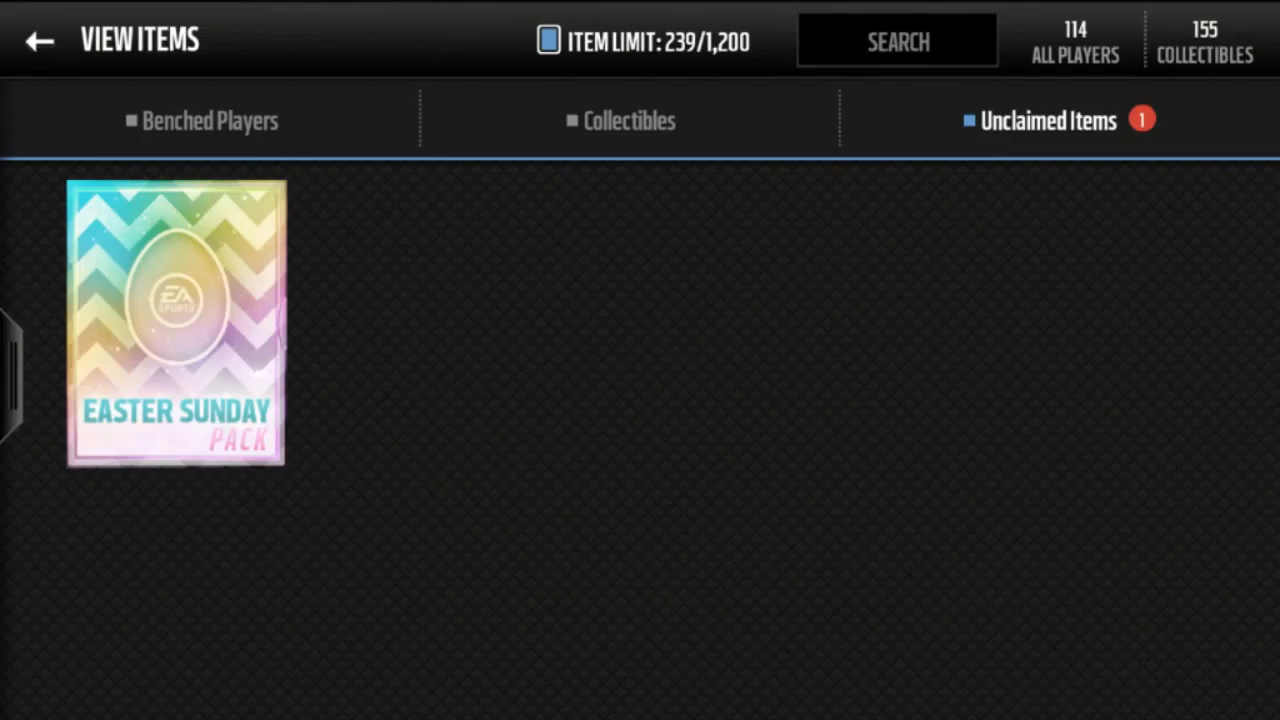 VIEW ITEMS
ITEM LIMIT: 239/1,200
SEARCH
114
ALL PLAYERS
155
COLLECTIBLES
Benched Players
Collectibles
Unclaimed Items 1
EA
SPORTS
EASTER SUNDAY
PACK